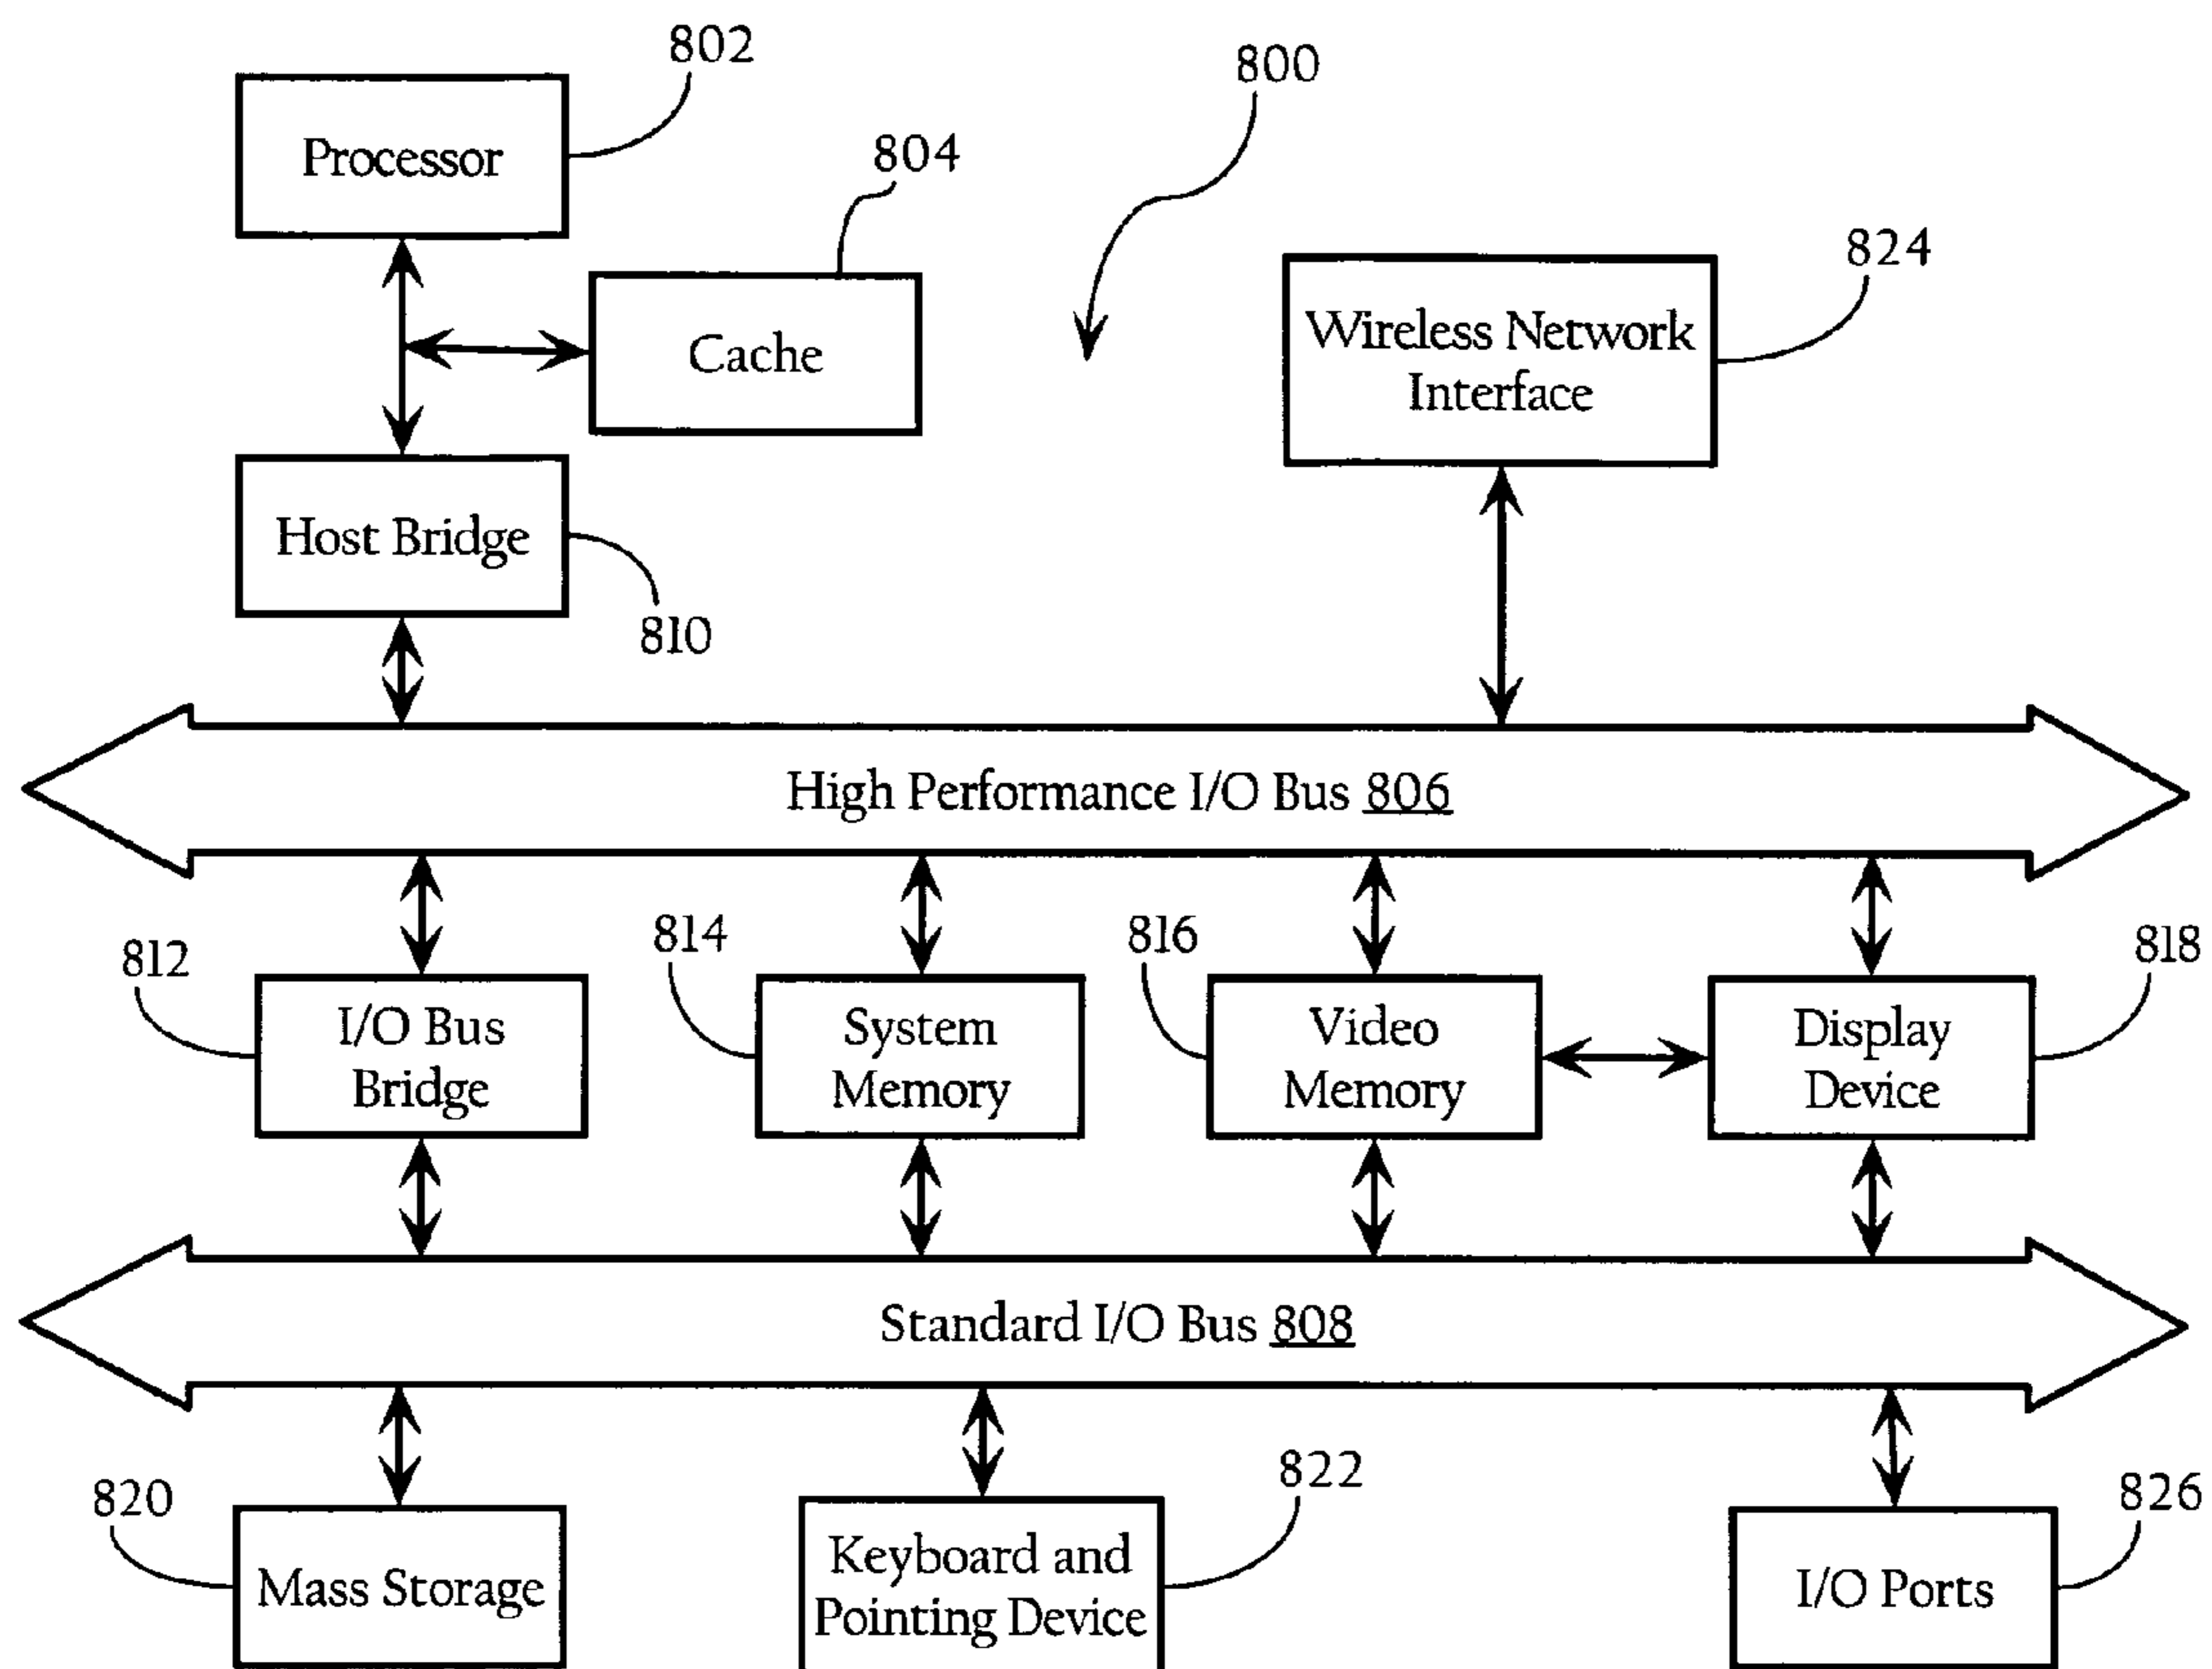 802
800
Processor
804
824
Cache
Wireless Network
Interface
Host Bridge
810
High Performance I/O Bus 806
812
814
816
818
I/O Bus
Bridge
System
Memory
Video
Memory
Display
Device
Standard I/O Bus 808
820
822
826
Mass Storage
Keyboard and
Pointing Device
I/O Ports